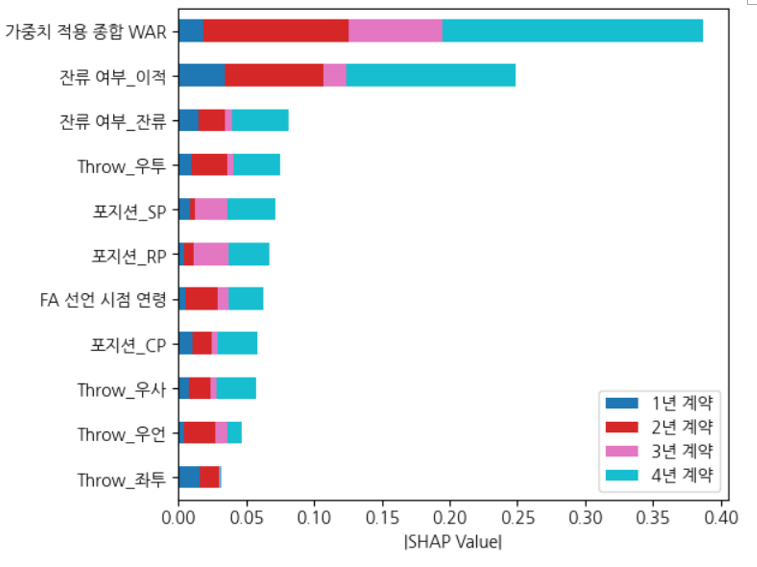 가중치 적용 종합 WAR
잔류 여부_이적
잔류 여부_잔류
Throw_우투
포지션_SP
포지션_RP
FA 선언 시점 연령
포지션_CP
Throw_우사
Throw_우언
Throw_좌투
1년 계약
2년 계약
3년 계약
4년 계약
0.00 0.05 0.10 0.15 0.20 0.25 0.30 0.35 0.40
|SHAP Value|